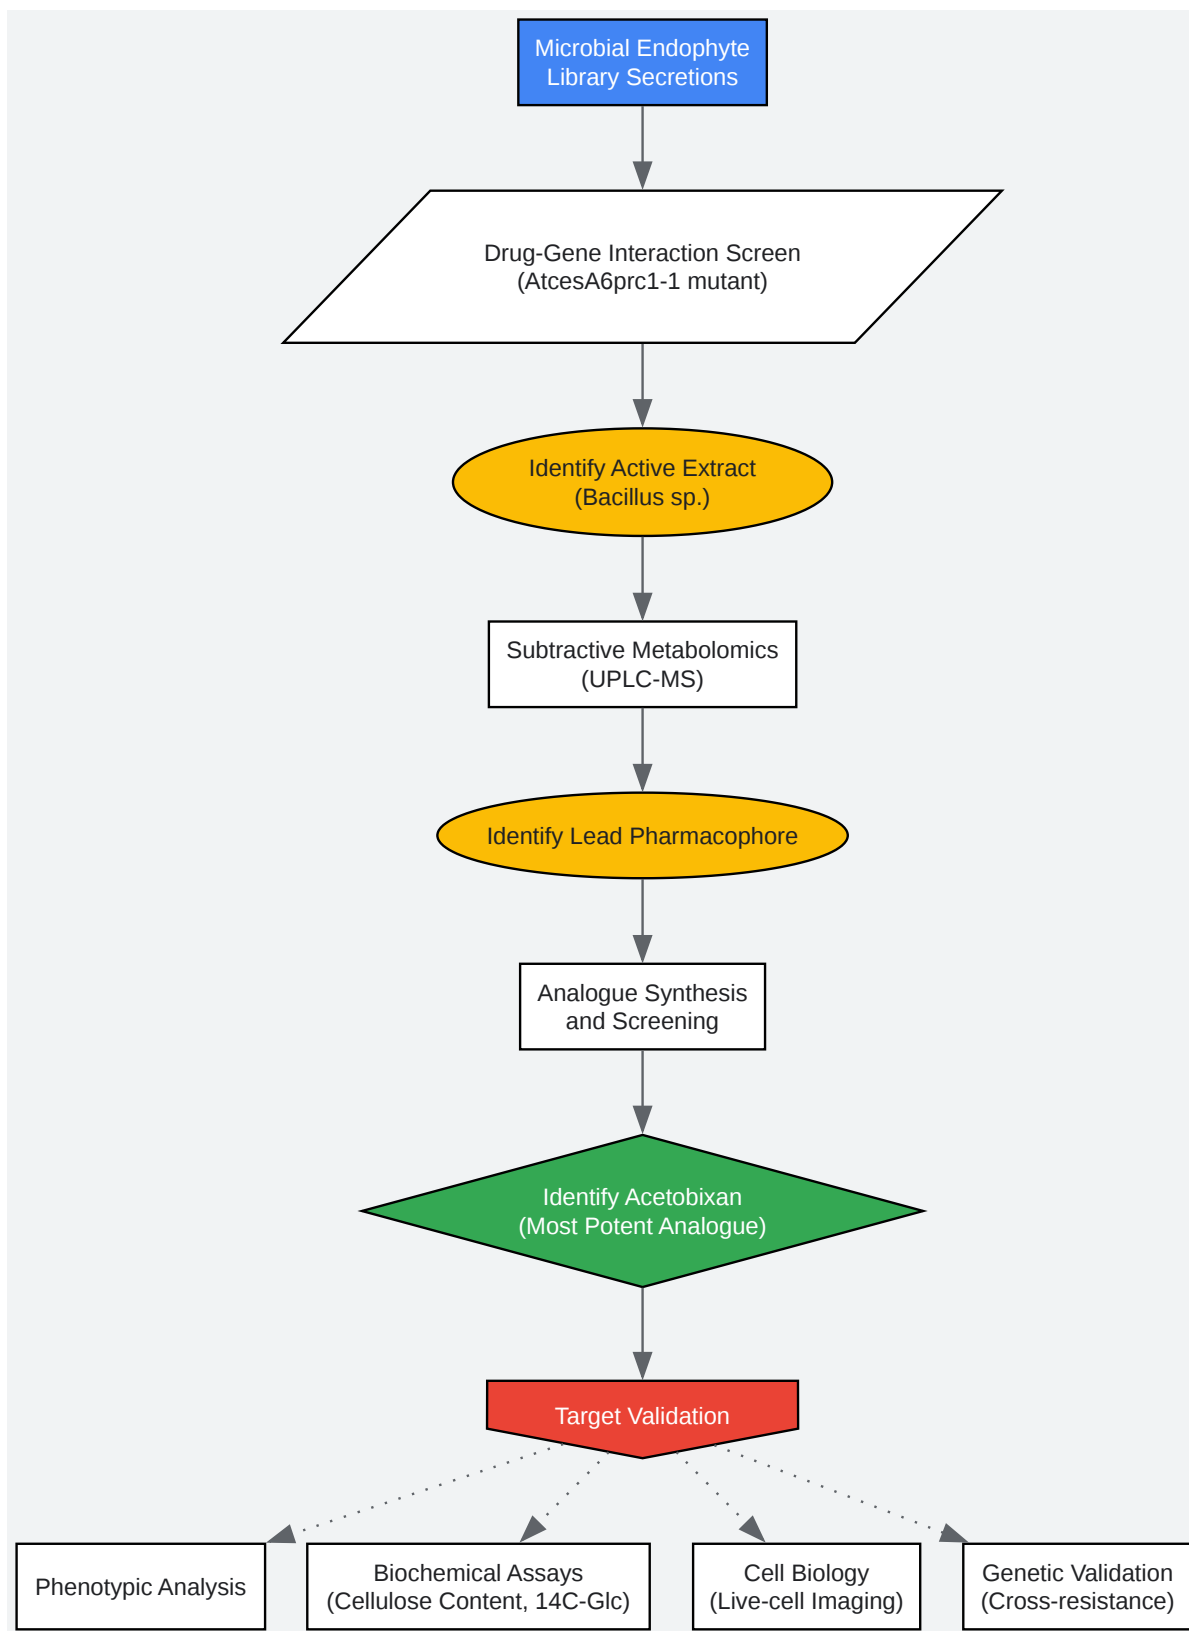 Microbial Endophyte
Library Secretions
Drug-Gene Interaction Screen
(AtcesA6prc1-1 mutant)
Identify Active Extract
(Bacillus sp.)
Subtractive Metabolomics
(UPLC-MS)
Identify Lead Pharmacophore
Analogue Synthesis
and Screening
Identify Acetobixan
(Most Potent Analogue)
Target Validation
Phenotypic Analysis
Biochemical Assays
(Cellulose Content, 14C-Glc)
Cell Biology
(Live-cell Imaging)
Genetic Validation
(Cross-resistance)